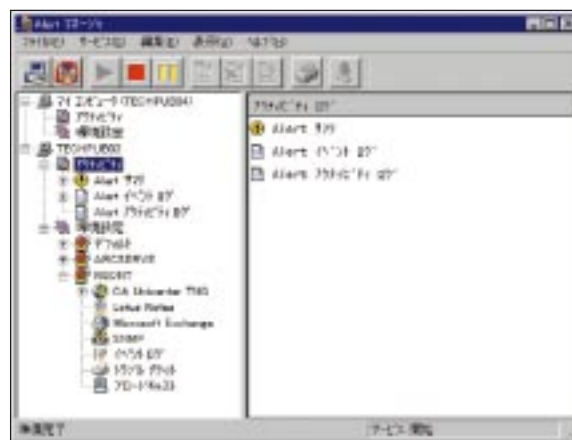 Alert マネージャ
ファイル(F) サービス(S) 編集(E) 表示(V) ヘルプ(H)
マイ コンピュータ (TECHPUB04)
アクティビティ
環境設定
TECHPUB02
アクティビティ
Alert サマリ
Alert イベント ログ
Alert アクティビティ ログ
環境設定
デフォルト
ARCSERVE
CA Unicenter TNG
Lotus Notes
Microsoft Exchange
SNMP
イベント ログ
トラブル チケット
ブロードキャスト
アクティビティ ログ
Alert サマリ
Alert イベント ログ
Alert アクティビティ ログ
準備完了
サービス 開始